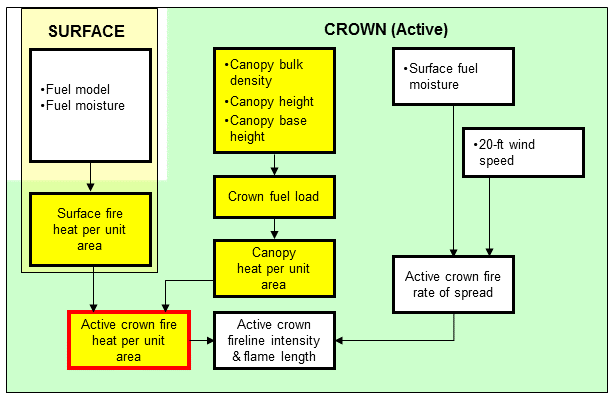 SURFACE
CROWN (Active)
•Fuel model
•Fuel moisture
•Canopy bulk
density
•Canopy height
•Canopy base
height
•Surface fuel
moisture
•20-ft wind
speed
Surface fire
heat per unit
area
Crown fuel load
Canopy
heat per unit
area
Active crown fire
rate of spread
Active crown fire
heat per unit
area
Active crown
fireline intensity
& flame length